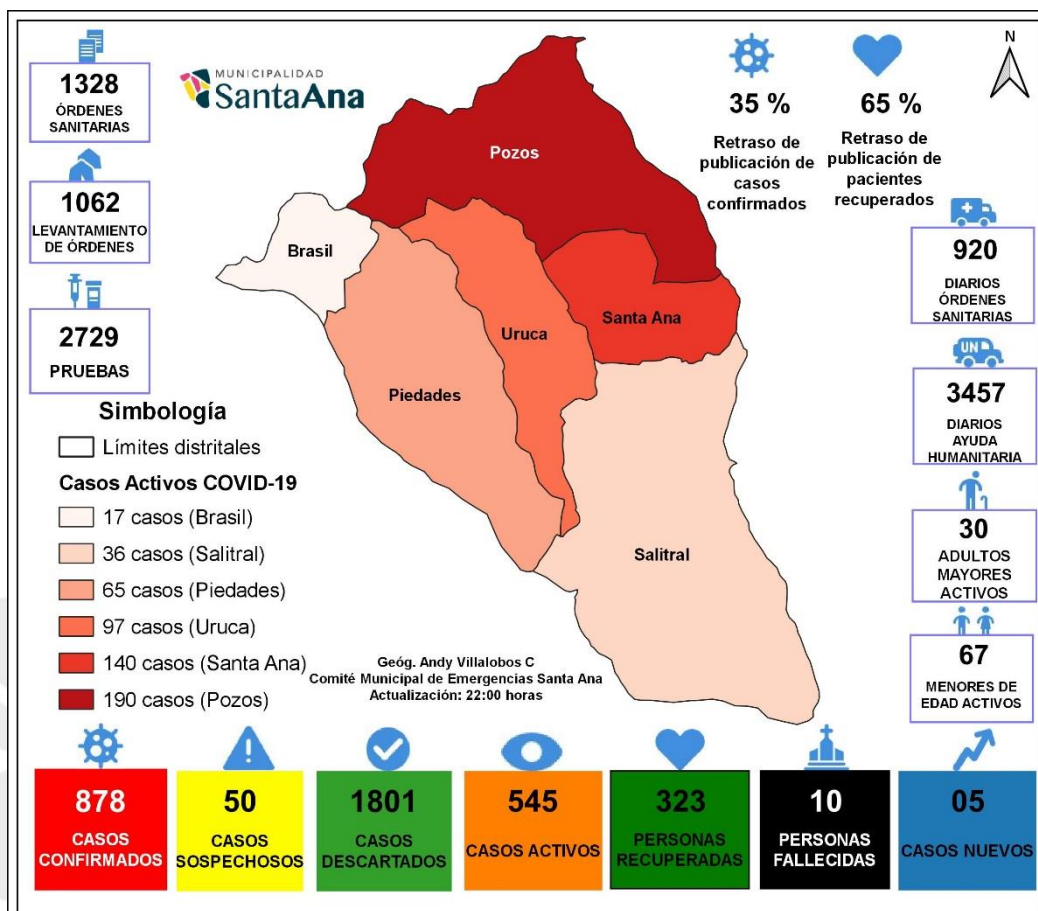 1328
ÓRDENES
SANITARIAS
1062
LEVANTAMIENTO
DE ÓRDENES
2729
PRUEBAS
MUNICIPALIDAD
SantaAna
35 %
Retraso de
publicación de
casos
confirmados
65 %
Retraso de
publicación de
pacientes
recuperados
N
Pozos
Brasil
Santa Ana
Uruca
Piedades
Salitral
920
DIARIOS
ÓRDENES
SANITARIAS
UN
3457
DIARIOS
AYUDA
HUMANITARIA
30
ADULTOS
MAYORES
ACTIVOS
67
MENORES DE
EDAD ACTIVOS
Simbología
Límites distritales
Casos Activos COVID-19
17 casos (Brasil)
36 casos (Salitral)
65 casos (Piedades)
97 casos (Uruca)
140 casos (Santa Ana)
190 casos (Pozos)
Geóg. Andy Villalobos C
Comité Municipal de Emergencias Santa Ana
Actualización: 22:00 horas
878
CASOS
CONFIRMADOS
50
CASOS
SOSPECHOSOS
1801
CASOS
DESCARTADOS
545
CASOS ACTIVOS
323
PERSONAS
RECUPERADAS
10
PERSONAS
FALLECIDAS
05
CASOS NUEVOS